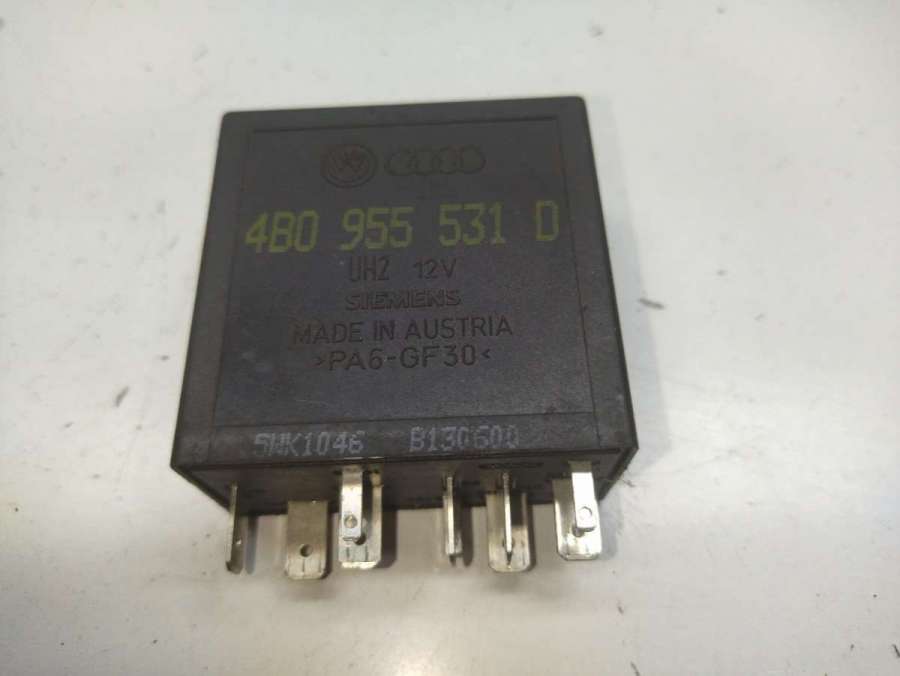 4B0 955 531 D
UH2 12V
SIEMENS
MADE IN AUSTRIA
>PA6-GF30<
5WK1046 B130600